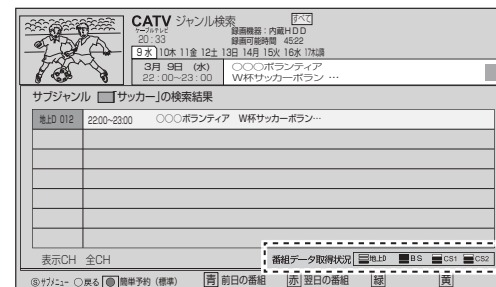 CATV ジャンル検索 すべて
ケーブルテレビ
録画機器：内蔵HDD
20:33 録画可能時間 45:22
9水 10木 11金 12土 13日 14月 15火 16水 17木
3月 9日 (水) ○○○ボランティア
22:00~23:00 W杯サッカーボラン …
サブジャンル 「サッカー」の検索結果
地上D 012 22:00~23:00 ○○○ボランティア W杯サッカーボラン…
表示CH 全CH 番組データ取得状況 地上D BS CS1 CS2
サブメニュー 戻る 簡単予約 (標準) 青 前日の番組 赤 翌日の番組 緑 黄